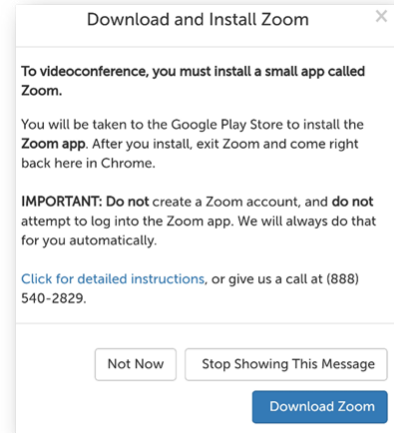 Download and Install Zoom ×
To videoconference, you must install a small app called
Zoom.
You will be taken to the Google Play Store to install the
Zoom app. After you install, exit Zoom and come right
back here in Chrome.
IMPORTANT: Do not create a Zoom account, and do not
attempt to log into the Zoom app. We will always do that
for you automatically.
Click for detailed instructions, or give us a call at (888)
540-2829.
Not Now Stop Showing This Message
Download Zoom